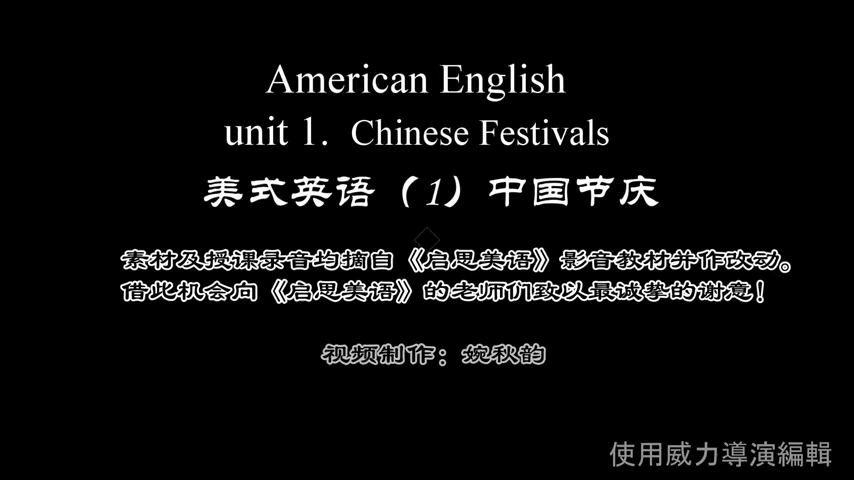 American English
unit 1.  Chinese Festivals
美式英语（1）中国节庆
素材及授课录音均摘自《启思美语》影音教材并作改动。
借此机会向《启思美语》的老师们致以最诚挚的谢意！
视频制作：婉秋韵
使用威力導演編輯